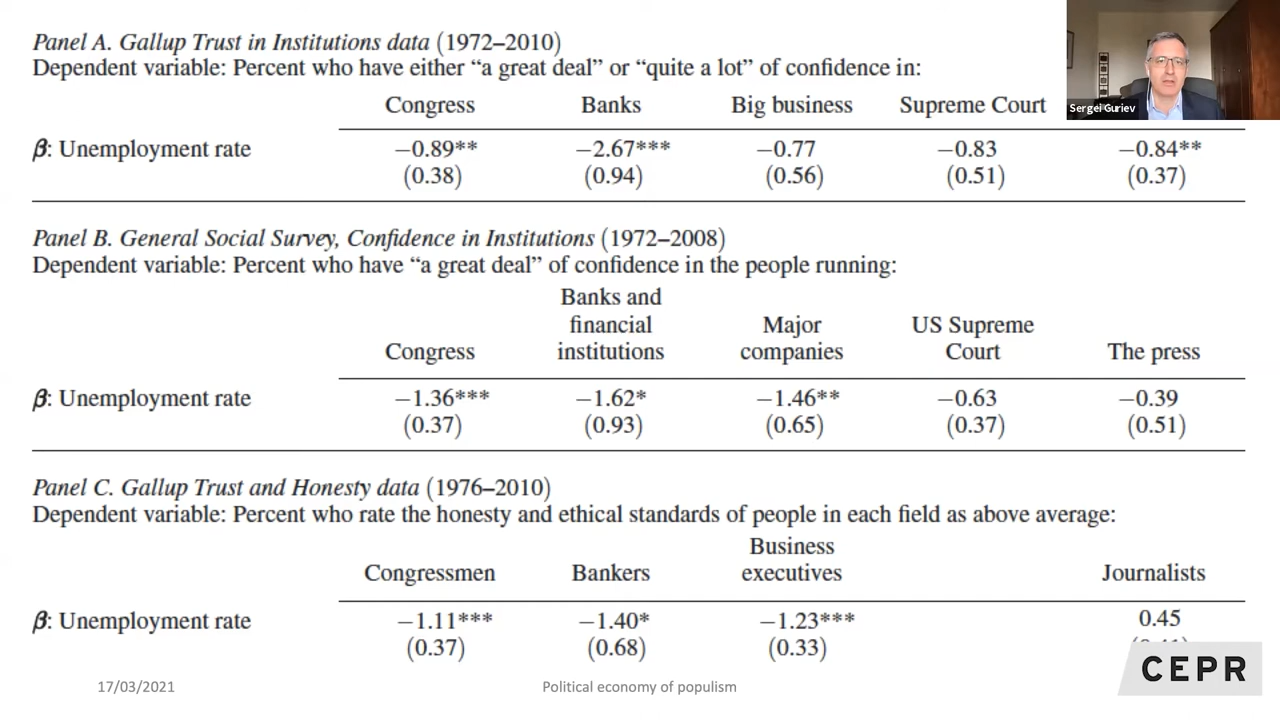 Panel A. Gallup Trust in Institutions data (1972–2010)
Dependent variable: Percent who have either “a great deal” or “quite a lot” of confidence in:
Congress Banks Big business Supreme Court
Sergei Guriev
β: Unemployment rate −0.89** −2.67*** −0.77 −0.83 −0.84**
(0.38) (0.94) (0.56) (0.51) (0.37)
Panel B. General Social Survey, Confidence in Institutions (1972–2008)
Dependent variable: Percent who have “a great deal” of confidence in the people running:
Banks and
financial Major US Supreme
Congress institutions companies Court The press
β: Unemployment rate −1.36*** −1.62* −1.46** −0.63 −0.39
(0.37) (0.93) (0.65) (0.37) (0.51)
Panel C. Gallup Trust and Honesty data (1976–2010)
Dependent variable: Percent who rate the honesty and ethical standards of people in each field as above average:
Business
Congressmen Bankers executives Journalists
β: Unemployment rate −1.11*** −1.40* −1.23*** 0.45
(0.37) (0.68) (0.33)
CEPR
17/03/2021 Political economy of populism